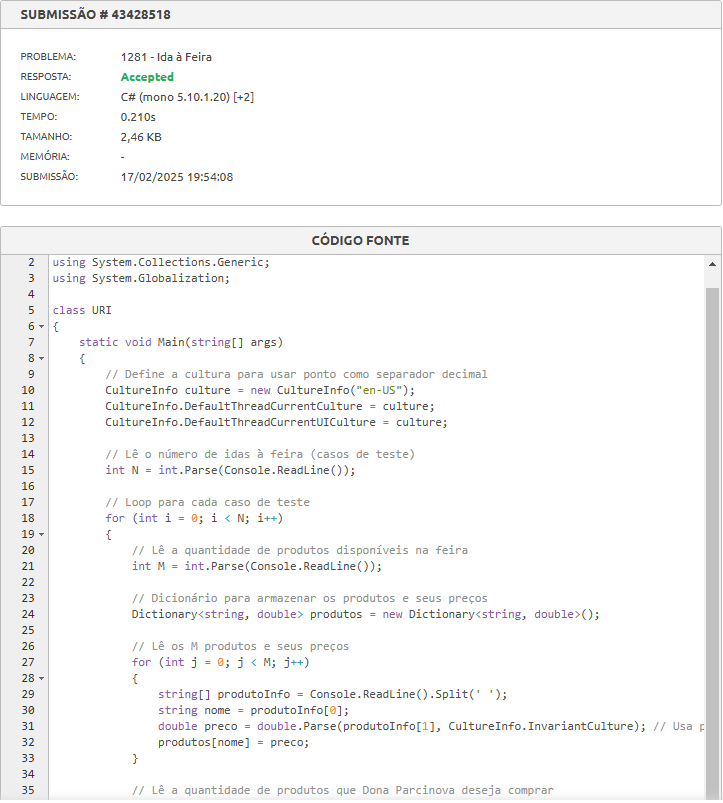 SUBMISSÃO # 43428518
PROBLEMA: 1281 - Ida à Feira
RESPOSTA: Accepted
LINGUAGEM: C# (mono 5.10.1.20) [+2]
TEMPO: 0.210s
TAMANHO: 2,46 KB
MEMÓRIA: -
SUBMISSÃO: 17/02/2025 19:54:08
CÓDIGO FONTE
2 using System.Collections.Generic;
3 using System.Globalization;
4
5 class URI
6 {
7     static void Main(string[] args)
8     {
9         // Define a cultura para usar ponto como separador decimal
10         CultureInfo culture = new CultureInfo("en-US");
11         CultureInfo.DefaultThreadCurrentCulture = culture;
12         CultureInfo.DefaultThreadCurrentUICulture = culture;
13
14         // Lê o número de idas à feira (casos de teste)
15         int N = int.Parse(Console.ReadLine());
16
17         // Loop para cada caso de teste
18         for (int i = 0; i < N; i++)
19         {
20             // Lê a quantidade de produtos disponíveis na feira
21             int M = int.Parse(Console.ReadLine());
22
23             // Dicionário para armazenar os produtos e seus preços
24             Dictionary<string, double> produtos = new Dictionary<string, double>();
25
26             // Lê os M produtos e seus preços
27             for (int j = 0; j < M; j++)
28             {
29                 string[] produtoInfo = Console.ReadLine().Split(' ');
30                 string nome = produtoInfo[0];
31                 double preco = double.Parse(produtoInfo[1], CultureInfo.InvariantCulture); // Usa p
32                 produtos[nome] = preco;
33             }
34
35             // Lê a quantidade de produtos que Dona Parcinova deseja comprar